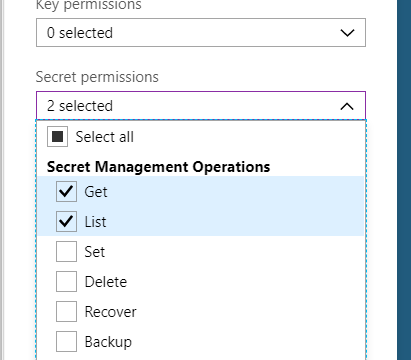 Key permissions
0 selected
Secret permissions
2 selected
Select all
Secret Management Operations
Get
List
Set
Delete
Recover
Backup